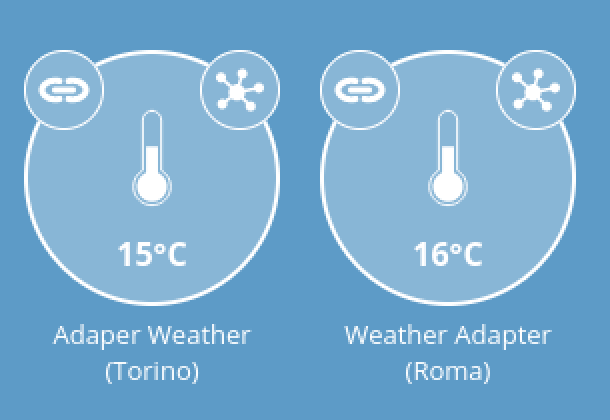 15°C
16°C
Adaper Weather
(Torino)
Weather Adapter
(Roma)